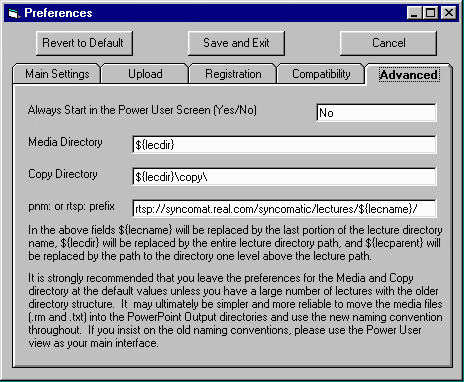 Preferences
Revert to Default Save and Exit Cancel
Main Settings Upload Registration Compatibility Advanced
Always Start in the Power User Screen (Yes/No) No
Media Directory ${lecdir}
Copy Directory ${lecdir}\copy\
pnm: or rtsp: prefix rtsp://syncomat.real.com/syncomatic/lectures/${lecname}/
In the above fields ${lecname} will be replaced by the last portion of the lecture directory
name, ${lecdir} will be replaced by the entire lecture directory path, and ${lecparent} will
be replaced by the path to the directory one level above the lecture path.
It is strongly recommended that you leave the preferences for the Media and Copy
directory at the default values unless you have a large number of lectures with the older
directory structure. It may ultimately be simpler and more reliable to move the media files
(.rm and .txt) into the PowerPoint Output directories and use the new naming convention
throughout. If you insist on the old naming conventions, please use the Power User
view as your main interface.